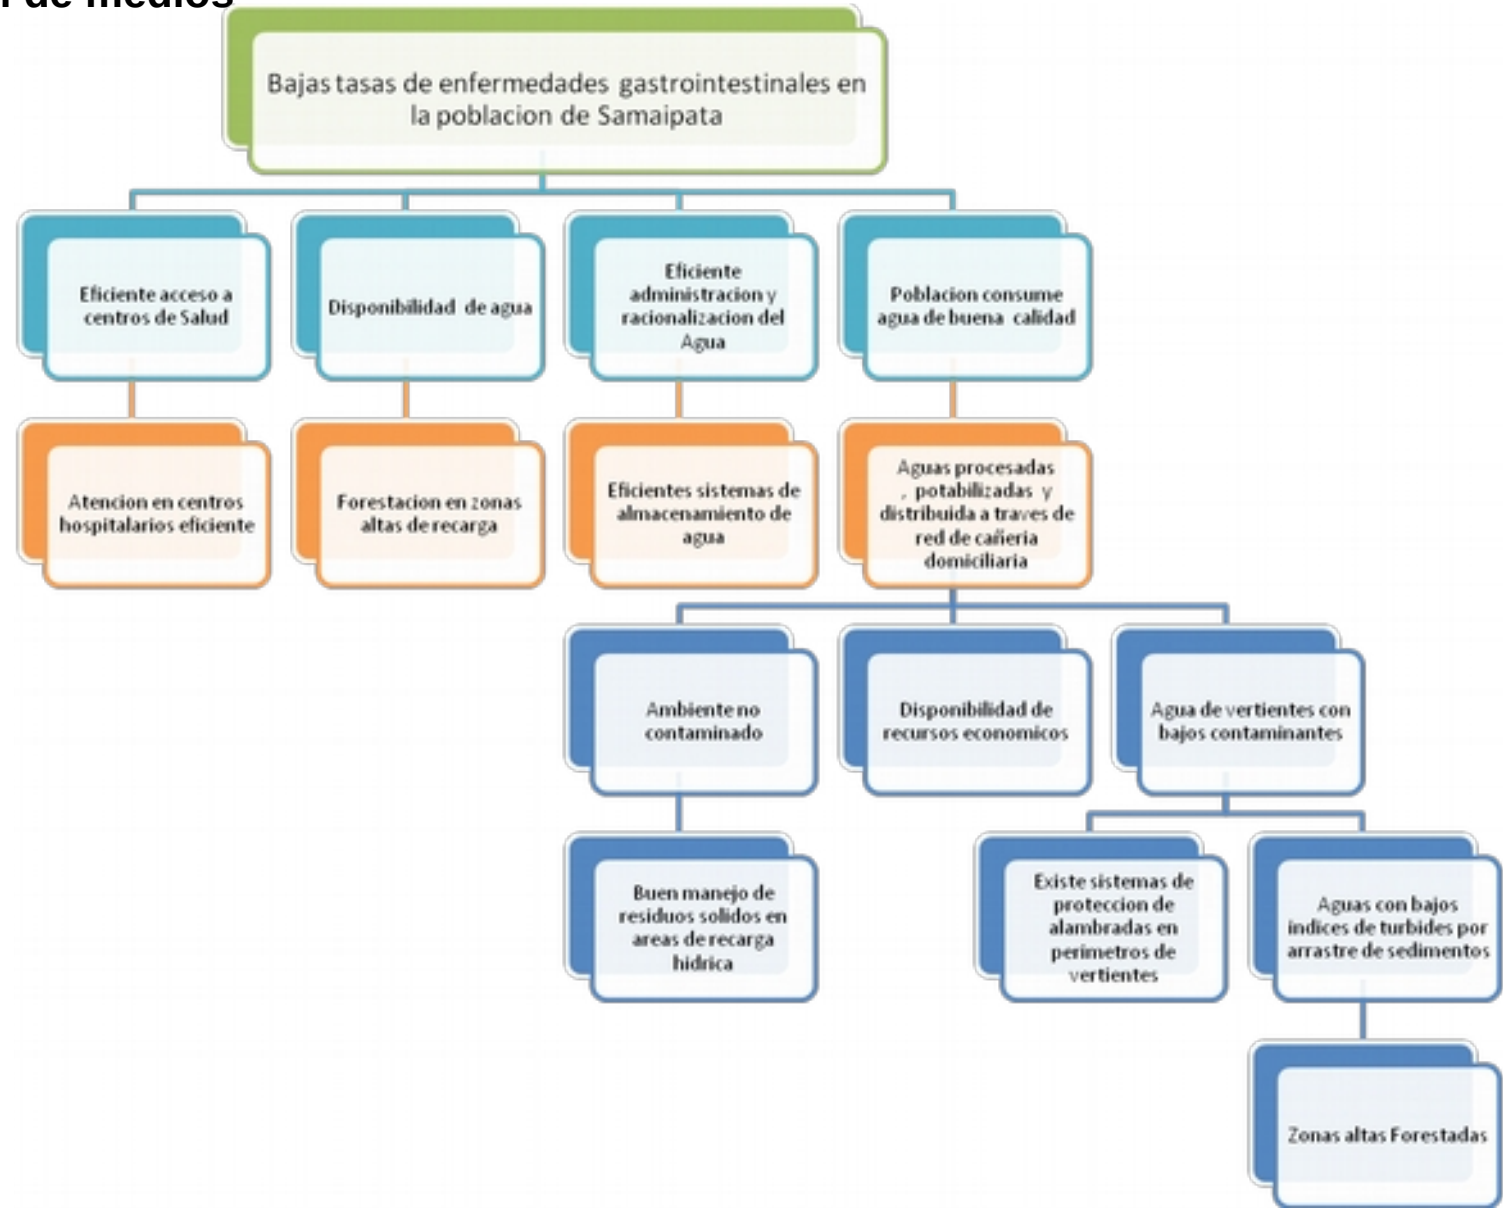 de medios
Bajas tasas de enfermedades gastrointestinales en
la poblacion de Samaipata
Eficiente acceso a
centros de Salud
Disponibilidad de agua
Eficiente
administracion y
racionalizacion del
Agua
Poblacion consume
agua de buena calidad
Atencion en centros
hospitalarios eficiente
Forestacion en zonas
altas de recarga
Eficientes sistemas de
almacenamiento de
agua
Aguas procesadas
, potabilizadas y
distribuida a traves de
red de cañeria
domiciliaria
Ambiente no
contaminado
Disponibilidad de
recursos economicos
Agua de vertientes con
bajos contaminantes
Buen manejo de
residuos solidos en
areas de recarga
hidrica
Existe sistemas de
proteccion de
alambradas en
perimetros de
vertientes
Aguas con bajos
indices de turbides por
arrastre de sedimentos
Zonas altas Forestadas